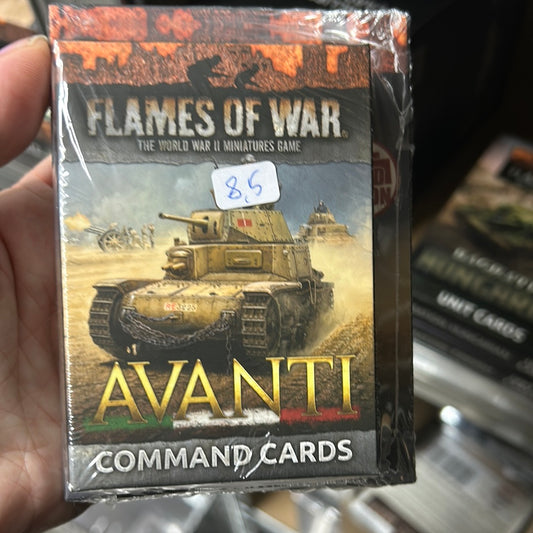 FLAMES OF WAR
THE WORLD WAR II MINIATURES GAME
8,5
AVANTI
COMMAND CARDS
UNIT CARDS